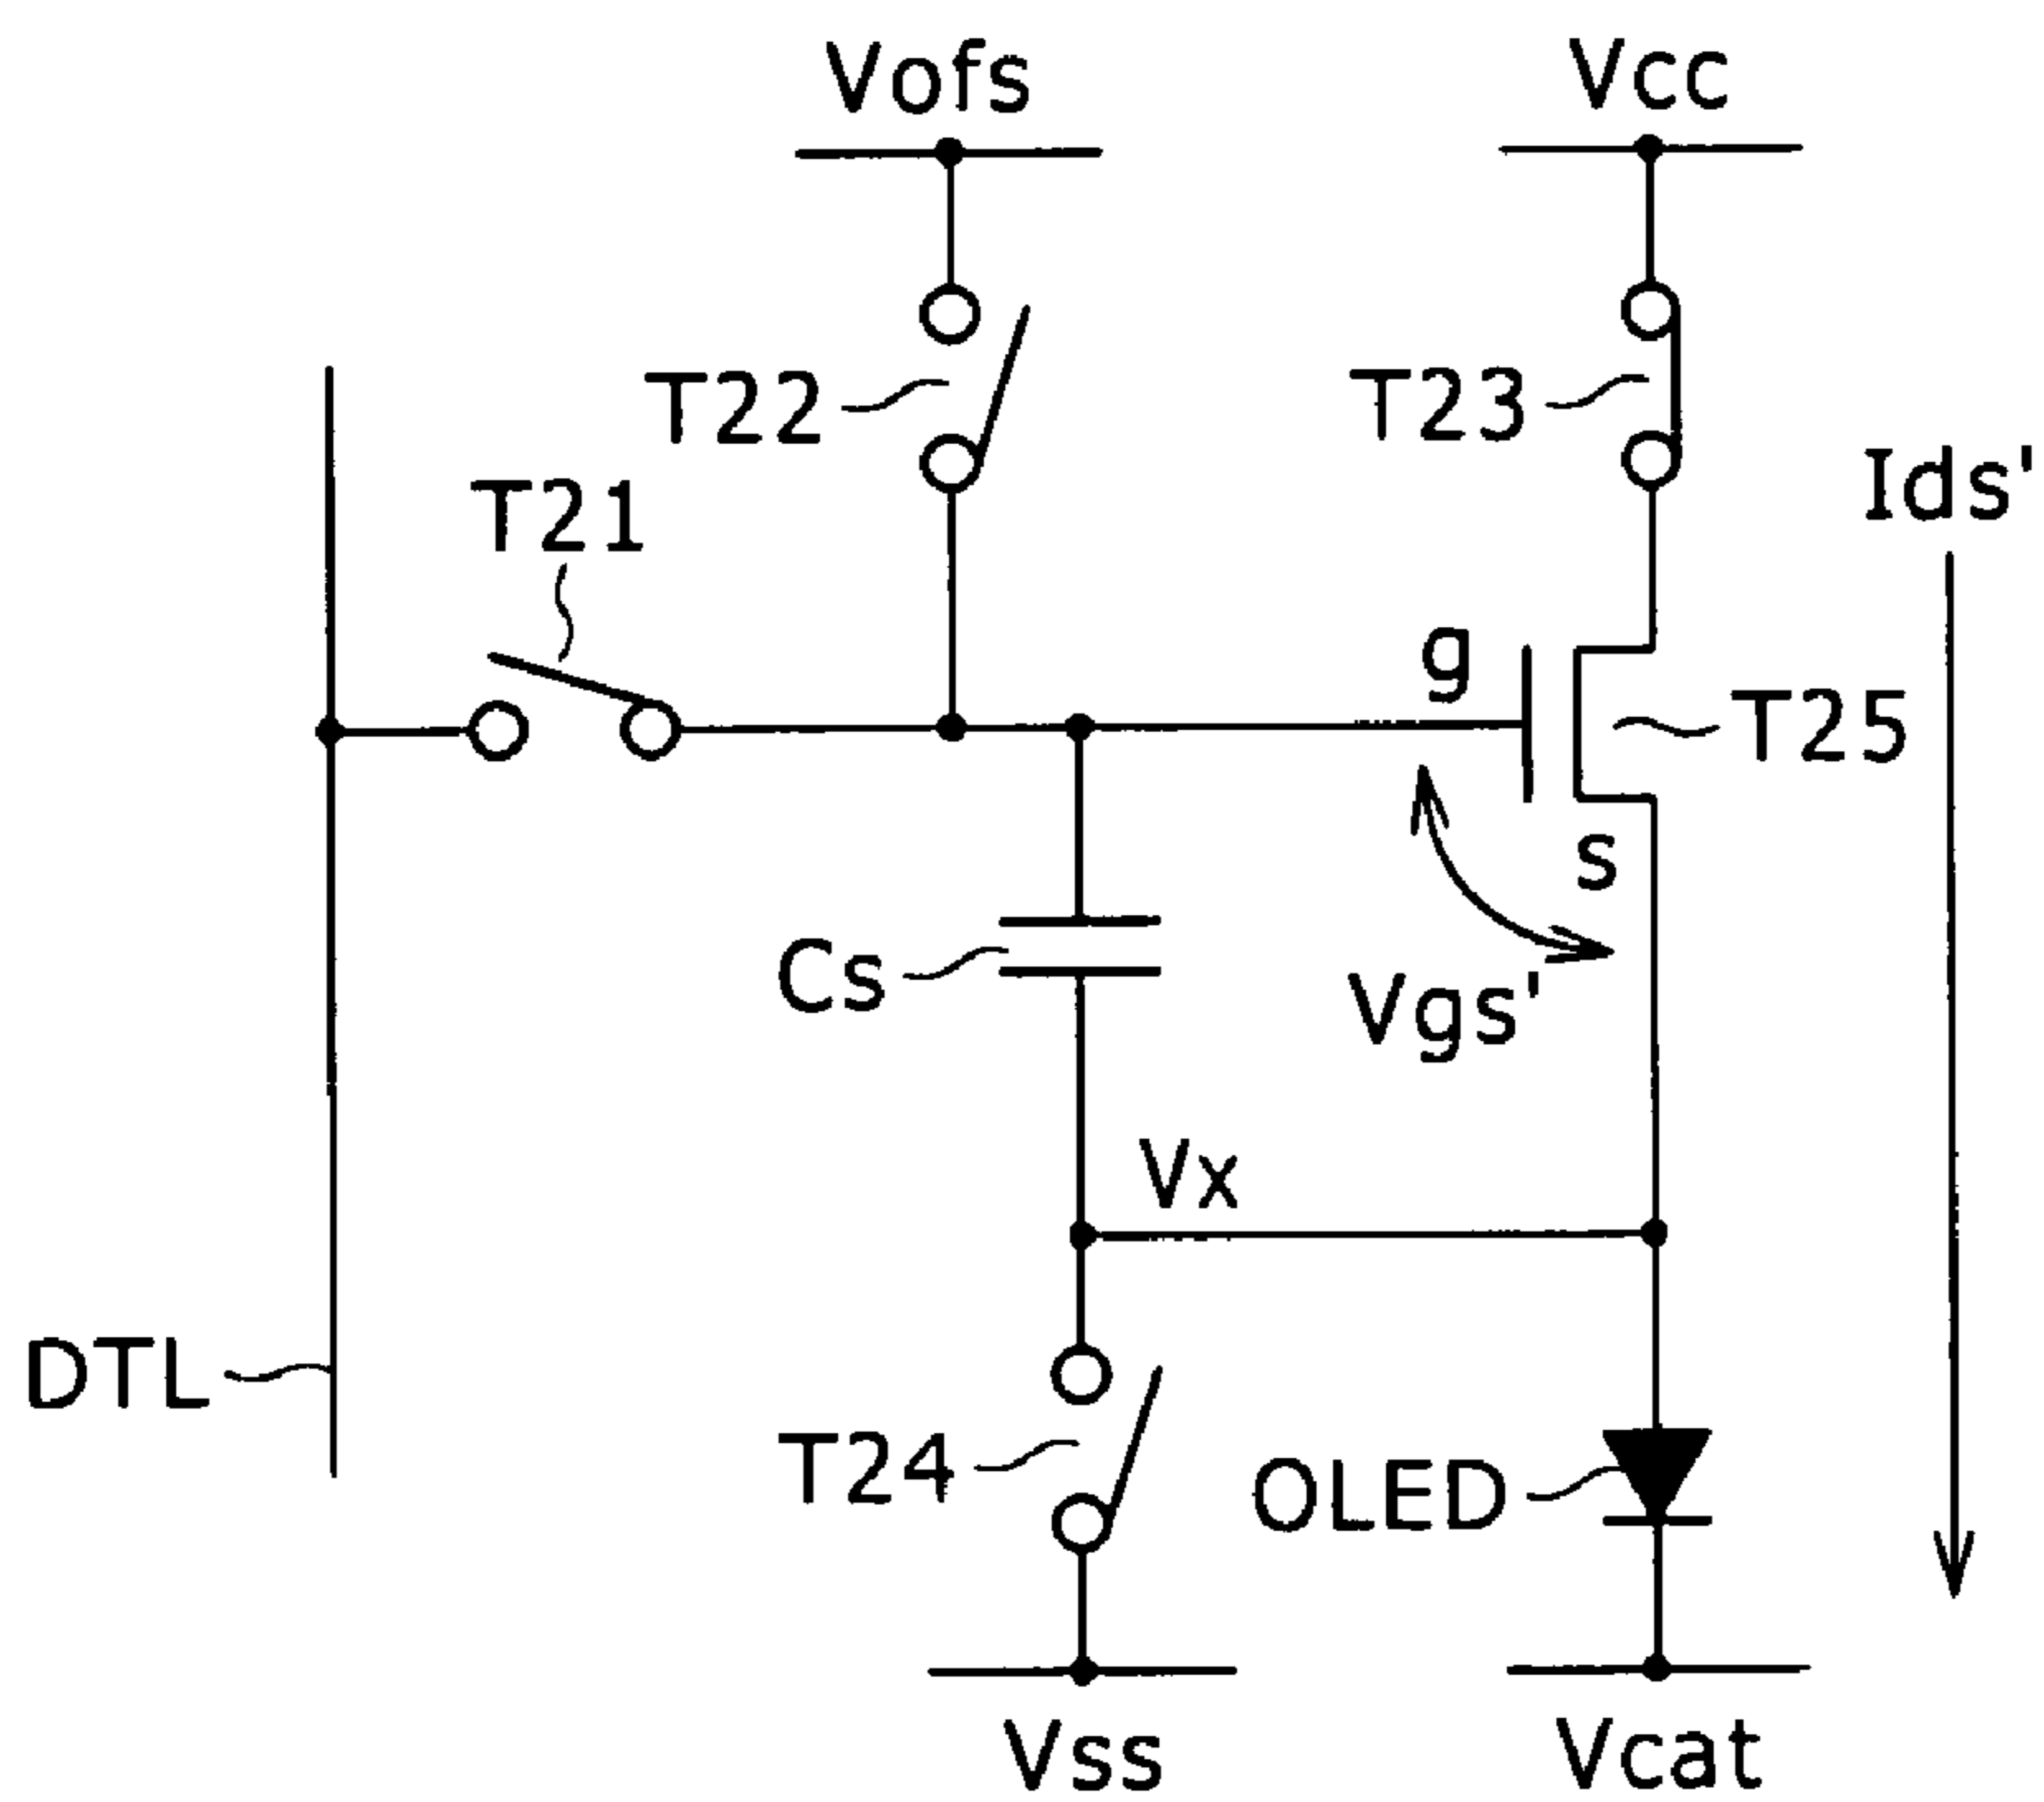 Vofs
Vcc
T22
T23
Ids'
T21
g
T25
s
Cs
Vgs'
Vx
DTL
T24
OLED
Vss
Vcat